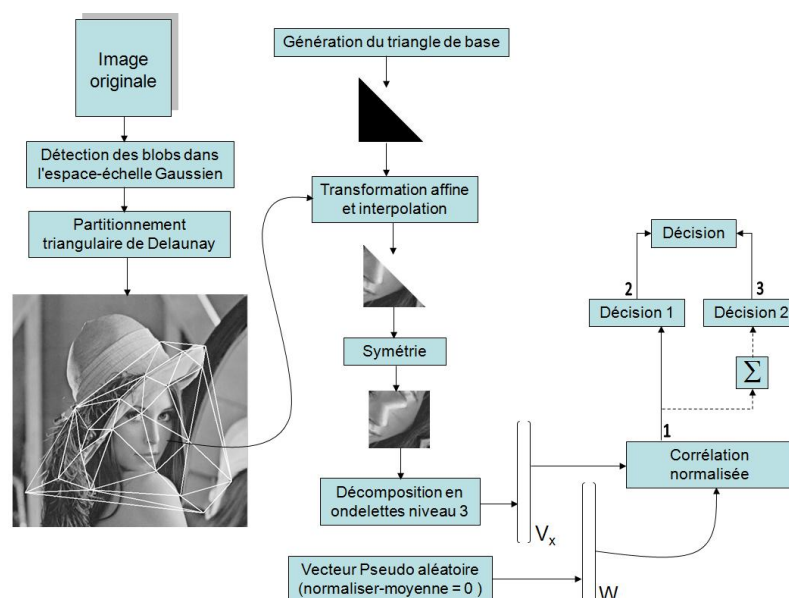 Image
originale
Détection des blobs dans
l'espace-échelle Gaussien
Partitionnement
triangulaire de Delaunay
Génération du triangle de base
Transformation affine
et interpolation
Symétrie
Décomposition en
ondelettes niveau 3
Vecteur Pseudo aléatoire
(normaliser-moyenne = 0 )
Vx
W
Décision
2
3
Décision 1
Décision 2
Σ
1
Corrélation
normalisée